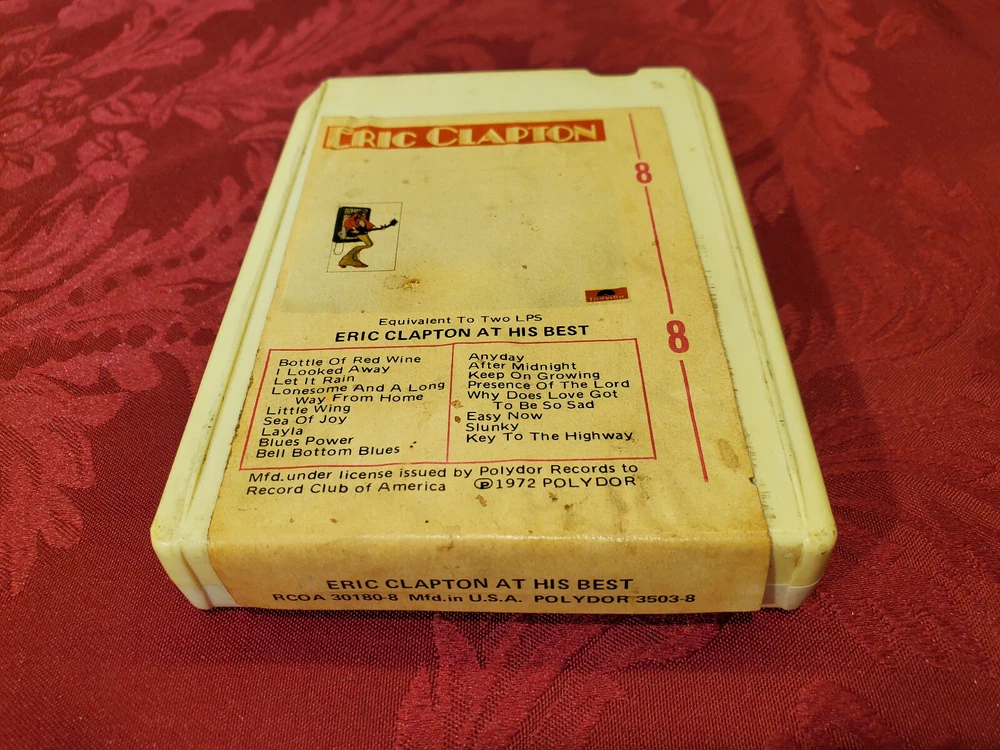 ERIC CLAPTON
8
Polydor
Equivalent To Two LPS
ERIC CLAPTON AT HIS BEST
8
Bottle Of Red Wine
I Looked Away
Let It Rain
Lonesome And A Long
Way From Home
Little Wing
Sea Of Joy
Layla
Blues Power
Bell Bottom Blues
Anyday
After Midnight
Keep On Growing
Presence Of The Lord
Why Does Love Got
To Be So Sad
Easy Now
Slunky
Key To The Highway
Mfd. under license issued by Polydor Records to
Record Club of America ℗1972 POLYDOR
ERIC CLAPTON AT HIS BEST
RCOA 30180-8 Mfd.in U.S.A. POLYDOR 3503-8